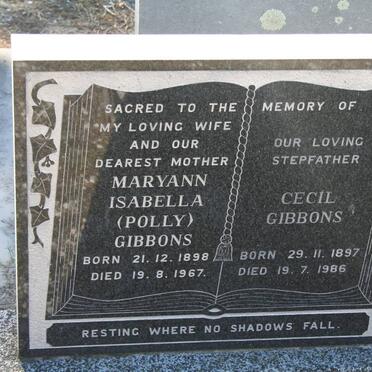 SACRED TO THE MEMORY OF
MY LOVING WIFE
AND OUR
DEAREST MOTHER
MARYANN
ISABELLA
(POLLY)
GIBBONS
BORN 21.12.1898
DIED 19.8.1967.
OUR LOVING
STEPFATHER
CECIL
GIBBONS
BORN 29.11.1897
DIED 19.7.1986
RESTING WHERE NO SHADOWS FALL.